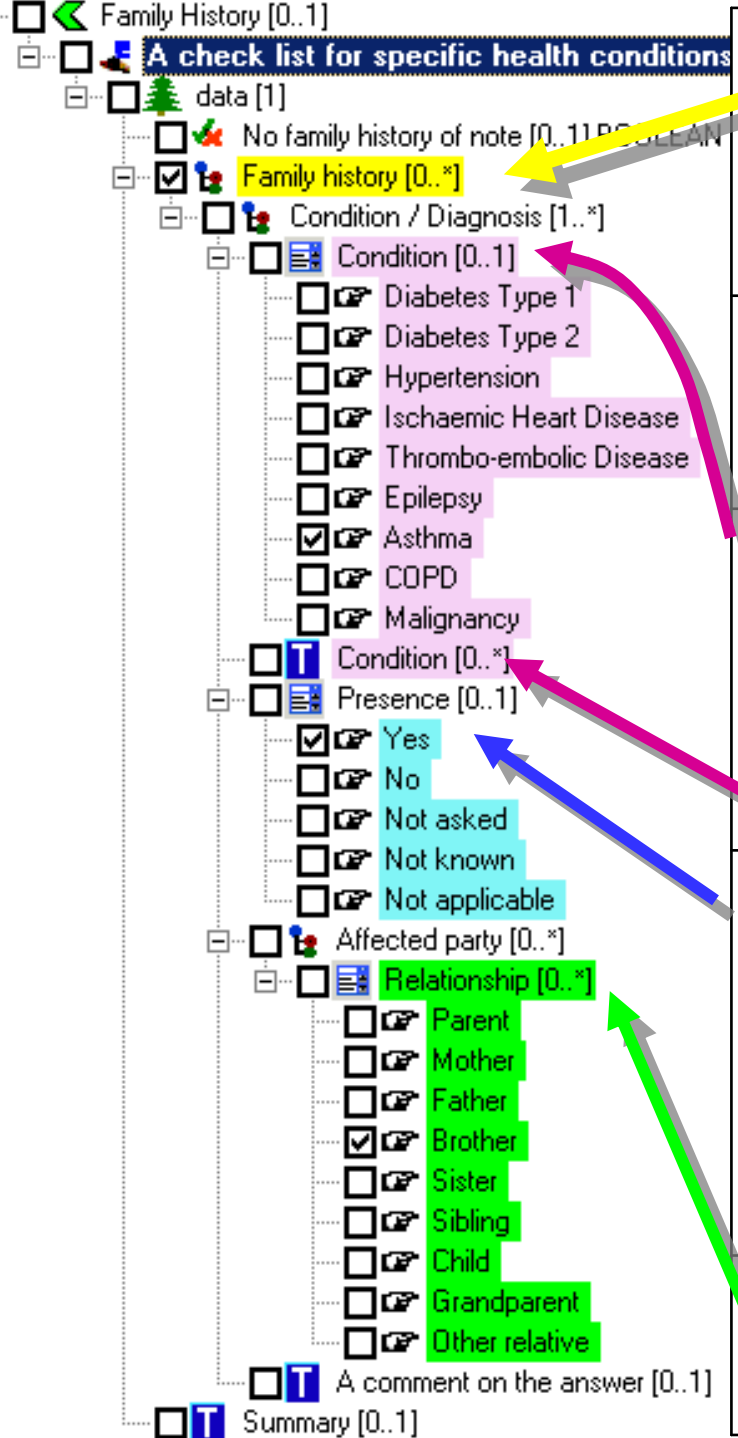 Family History [0..1]
A check list for specific health conditions
data [1]
No family history of note [0..1] BOOLEAN
Family history [0..*]
Condition / Diagnosis [1..*]
Condition [0..1]
Diabetes Type 1
Diabetes Type 2
Hypertension
Ischaemic Heart Disease
Thrombo-embolic Disease
Epilepsy
Asthma
COPD
Malignancy
T Condition [0..*]
Presence [0..1]
Yes
No
Not asked
Not known
Not applicable
Affected party [0..*]
Relationship [0..*]
Parent
Mother
Father
Brother
Sister
Sibling
Child
Grandparent
Other relative
T A comment on the answer [0..1]
T Summary [0..1]